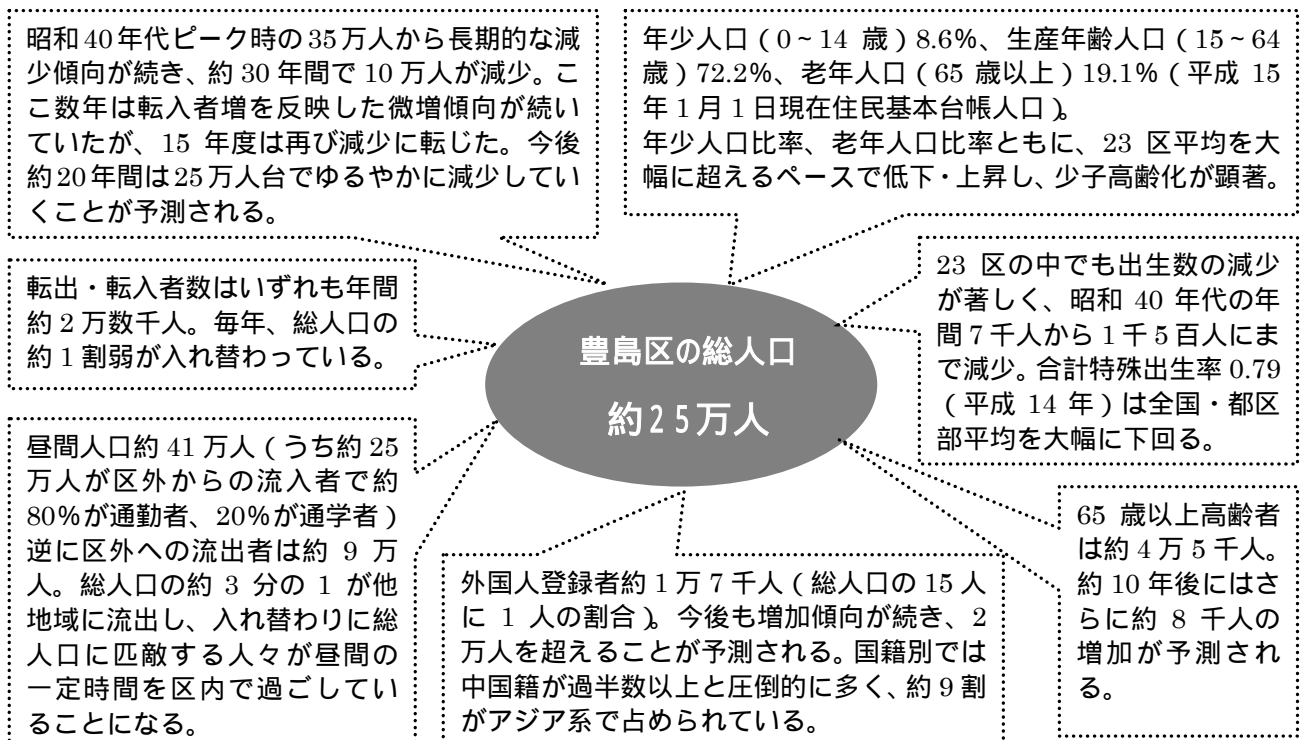 昭和40年代ピーク時の35万人から長期的な減
少傾向が続き、約30年間で10万人が減少。こ
こ数年は転入者増を反映した微増傾向が続い
ていたが、15 年度は再び減少に転じた。今後
約20年間は25万人台でゆるやかに減少してい
くことが予測される。
年少人口（0~14 歳）8.6%、生産年齢人口（15~64
歳）72.2%、老年人口（65 歳以上）19.1%（平成 15
年1月1日現在住民基本台帳人口）。
年少人口比率、老年人口比率ともに、23 区平均を大
幅に超えるペースで低下・上昇し、少子高齢化が顕著。
転出・転入者数はいずれも年間
約2万数千人。毎年、総人口の
約1割弱が入れ替わっている。
豊島区の総人口
約25万人
23 区の中でも出生数の減少
が著しく、昭和 40 年代の年
間7千人から1千5百人にま
で減少。合計特殊出生率 0.79
（平成 14 年）は全国・都区
部平均を大幅に下回る。
昼間人口約 41 万人（うち約 25
万人が区外からの流入者で約
80%が通勤者、20%が通学者）
逆に区外への流出者は約 9 万
人。総人口の約 3 分の 1 が他
地域に流出し、入れ替わりに総
人口に匹敵する人々が昼間の
一定時間を区内で過ごしてい
ることになる。
外国人登録者約1万7千人（総人口の15人
に 1 人の割合）。今後も増加傾向が続き、2
万人を超えることが予測される。国籍別では
中国籍が過半数以上と圧倒的に多く、約9割
がアジア系で占められている。
65 歳以上高齢者
は約4万5千人。
約 10 年後にはさ
らに約 8 千人の
増加が予測され
る。